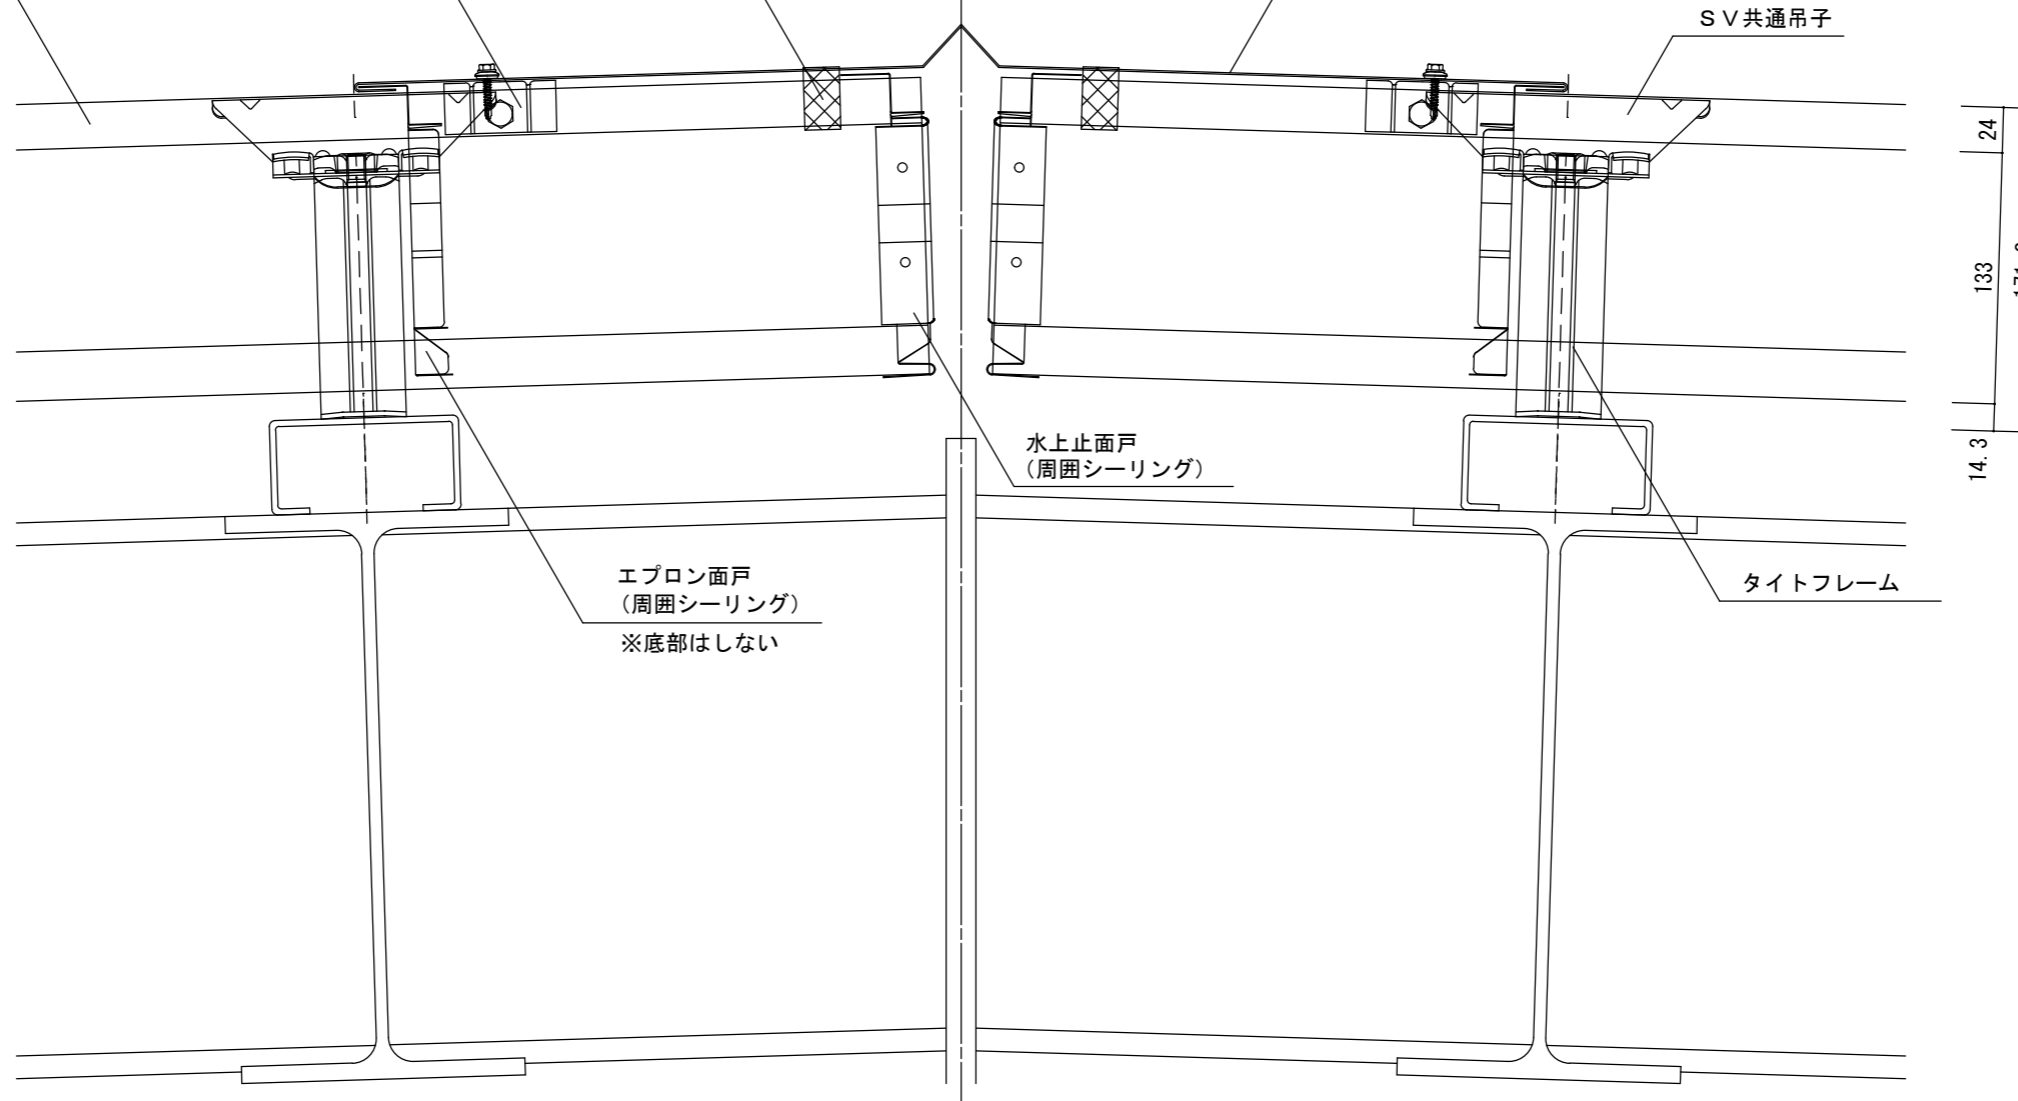 ＳＶ共通吊子
24
133
14.3
水上止面戸
（周囲シーリング）
エプロン面戸
（周囲シーリング）
※底部はしない
タイトフレーム